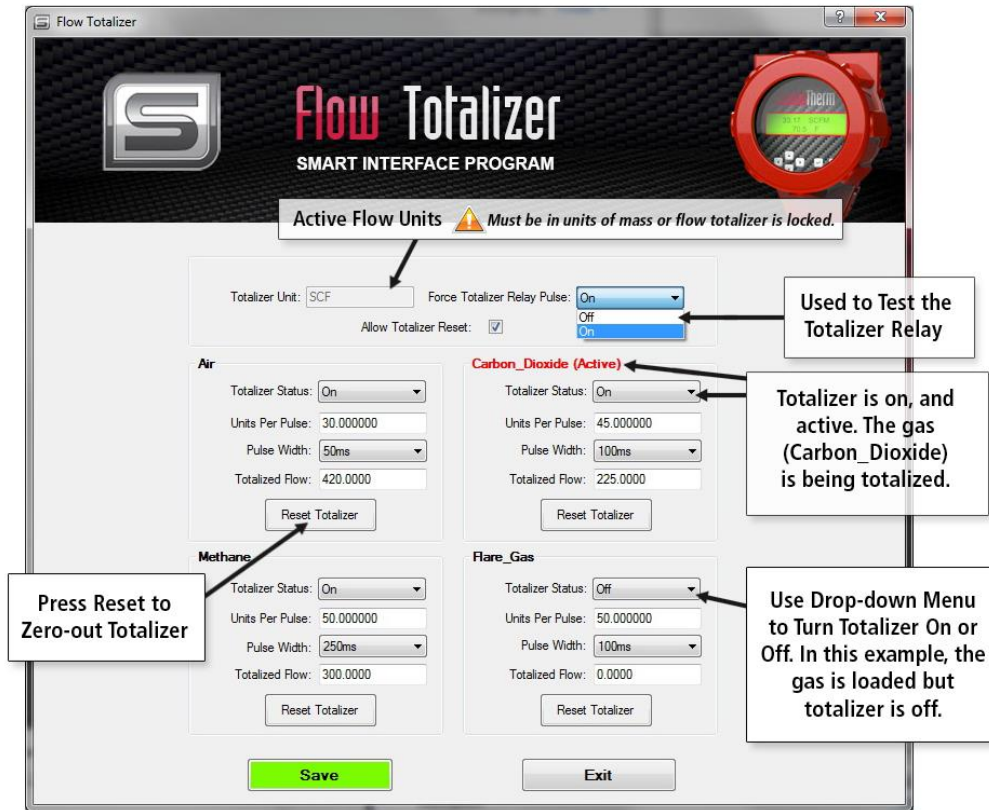 Flow Totalizer
Flow Totalizer
SMART INTERFACE PROGRAM
Therm
Active Flow Units Must be in units of mass or flow totalizer is locked.
Totalizer Unit: SCF
Force Totalizer Relay Pulse: On
Off
On
Allow Totalizer Reset:
Used to Test the
Totalizer Relay
Air
Totalizer Status: On
Units Per Pulse: 30.000000
Pulse Width: 50ms
Totalized Flow: 420.0000
Reset Totalizer
Carbon_Dioxide (Active)
Totalizer Status: On
Units Per Pulse: 45.000000
Pulse Width: 100ms
Totalized Flow: 225.0000
Reset Totalizer
Totalizer is on, and
active. The gas
(Carbon_Dioxide)
is being totalized.
Methane
Totalizer Status: On
Units Per Pulse: 50.000000
Pulse Width: 250ms
Totalized Flow: 300.0000
Reset Totalizer
Press Reset to
Zero-out Totalizer
Flare_Gas
Totalizer Status: Off
Units Per Pulse: 50.000000
Pulse Width: 100ms
Totalized Flow: 0.0000
Reset Totalizer
Use Drop-down Menu
to Turn Totalizer On or
Off. In this example, the
gas is loaded but
totalizer is off.
Save
Exit